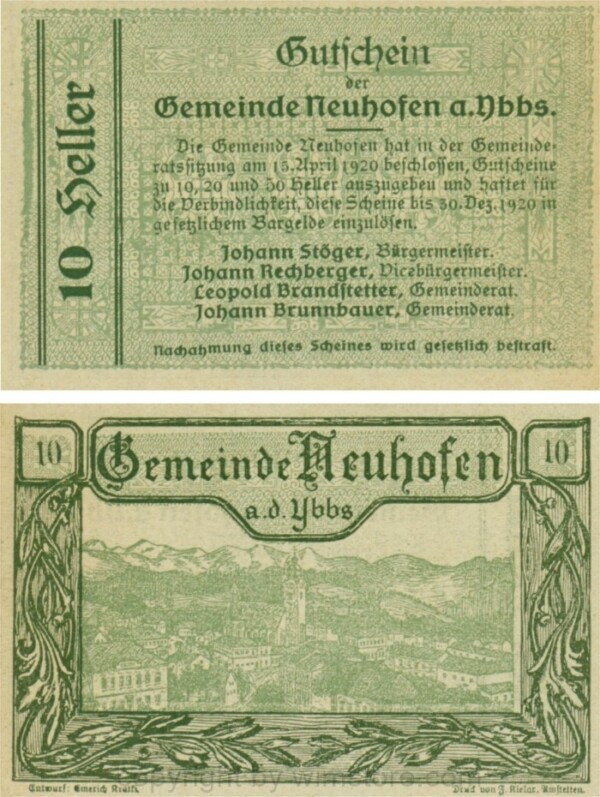 10 Heller
Gutschein
der
Gemeinde Neuhofen a. Ybbs.
Die Gemeinde Neuhofen hat in der Gemeinde-
ratssitzung am 15. April 1920 beschlossen, Gutscheine
zu 10, 20 und 50 Heller auszugeben und haftet für
die Verbindlichkeit, diese Scheine bis 30. Dez. 1920 in
gesetzlichem Bargelde einzulösen.
Johann Stöger, Bürgermeister.
Johann Rechberger, Vicebürgermeister.
Leopold Brandstetter, Gemeinderat.
Johann Brunnbauer, Gemeinderat.
Nachahmung dieses Scheines wird gesetzlich bestraft.
10 Gemeinde Neuhofen 10
a. d. Ybbs
Entwurf: Emerich
Druck von J. Kielar, Amstetten.
copyright by